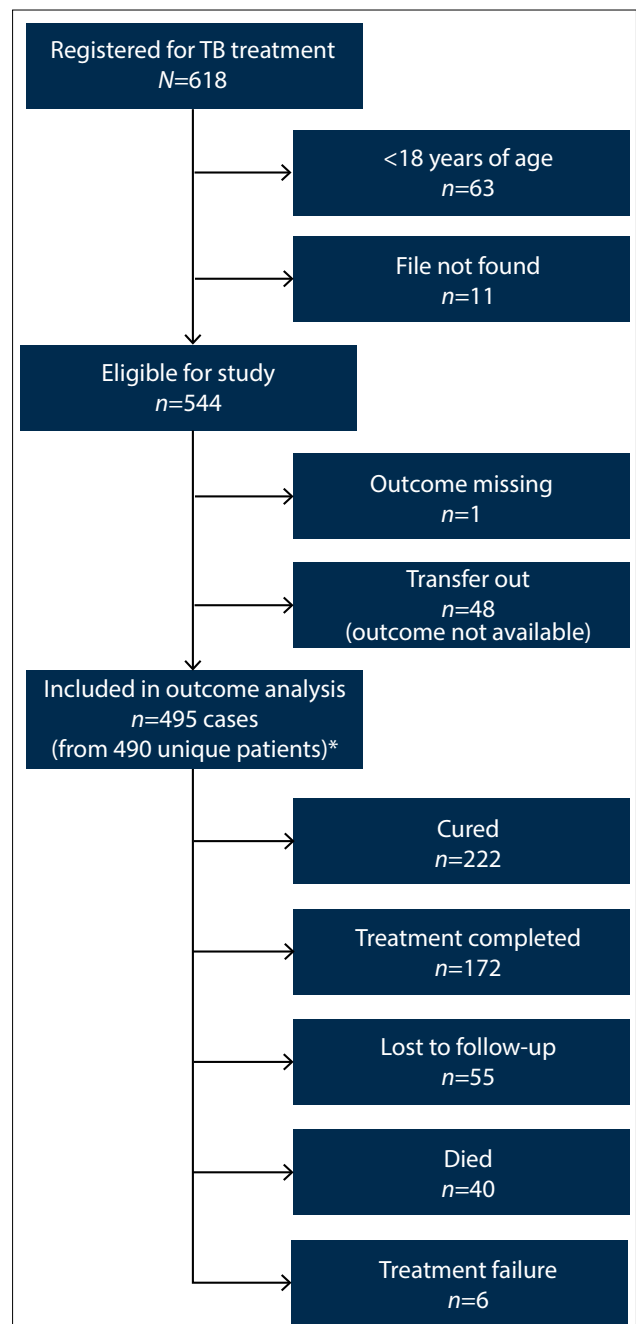 Registered for TB treatment
N=618
<18 years of age
n=63
File not found
n=11
Eligible for study
n=544
Outcome missing
n=1
Transfer out
n=48
(outcome not available)
Included in outcome analysis
n=495 cases
(from 490 unique patients)*
Cured
n=222
Treatment completed
n=172
Lost to follow-up
n=55
Died
n=40
Treatment failure
n=6